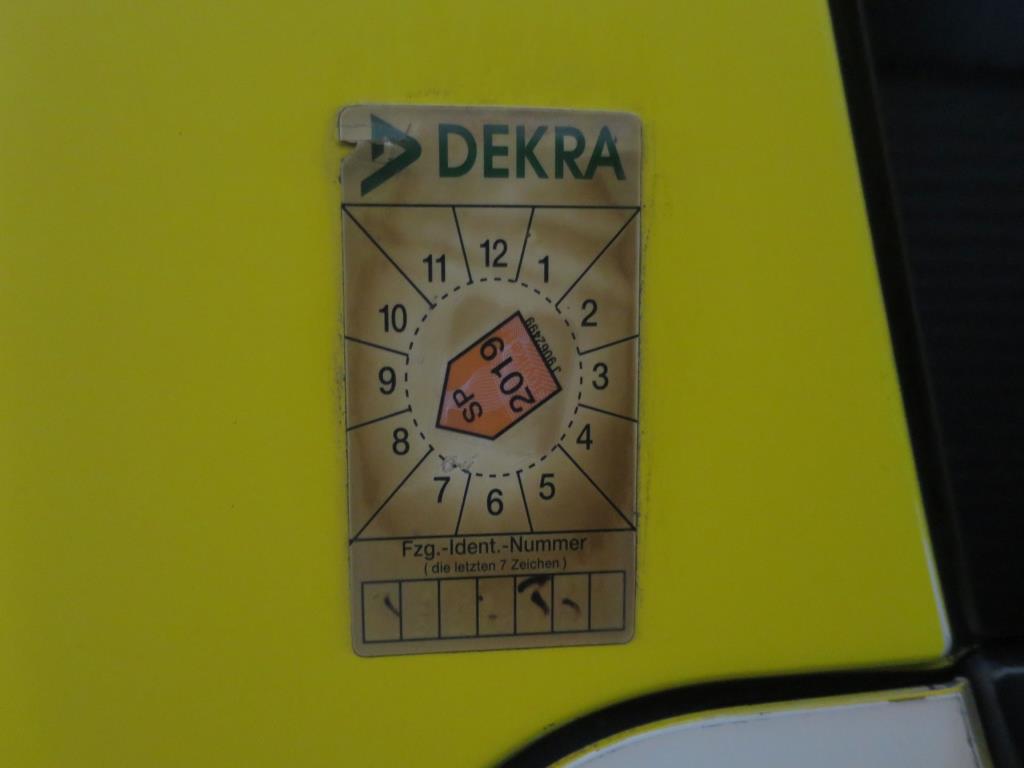 DEKRA
11 12 1
10 2
9 3
8 4
7 6 5
2019
SP
Fzg.-Ident.-Nummer
(die letzten 7 Zeichen)